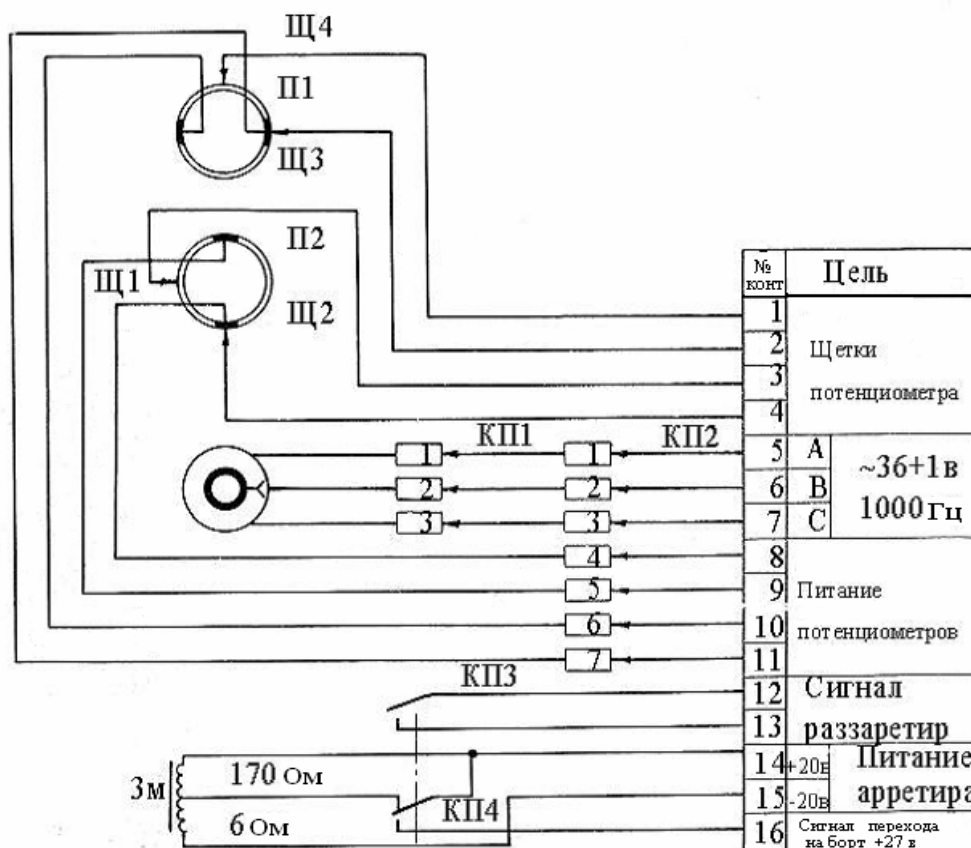 Щ4
П1
Щ3
П2
Щ1
Щ2
№ конт
Цель
1
2
3
4
Щетки
потенциометра
КП1
КП2
1 1 5 А
2 2 6 В
3 3 7 С
~36+1в
1000 Гц
4 8
5 9
6 10
7 11
Питание
потенциометров
КП3
12 Сигнал
13 раззаретир
14 +20в Питание
15 -20в арретира
3м
170 Ом
6 Ом
КП4
16 Сигнал перехода
на борт +27 в